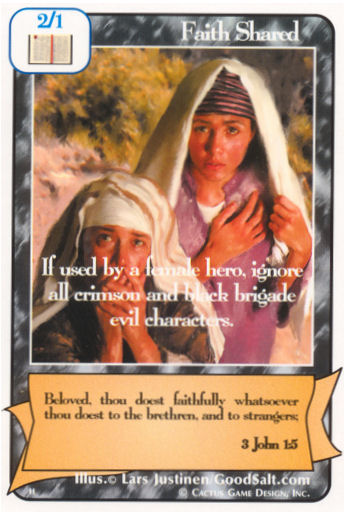 2/1
Faith Shared
If used by a female hero, ignore
all crimson and black brigade
evil characters.
Beloved, thou doest faithfully whatsoever
thou doest to the brethren, and to strangers;
3 John 1:5
Illus.© Lars Justinen/GoodSalt.com
H
© Cactus Game Design, Inc.